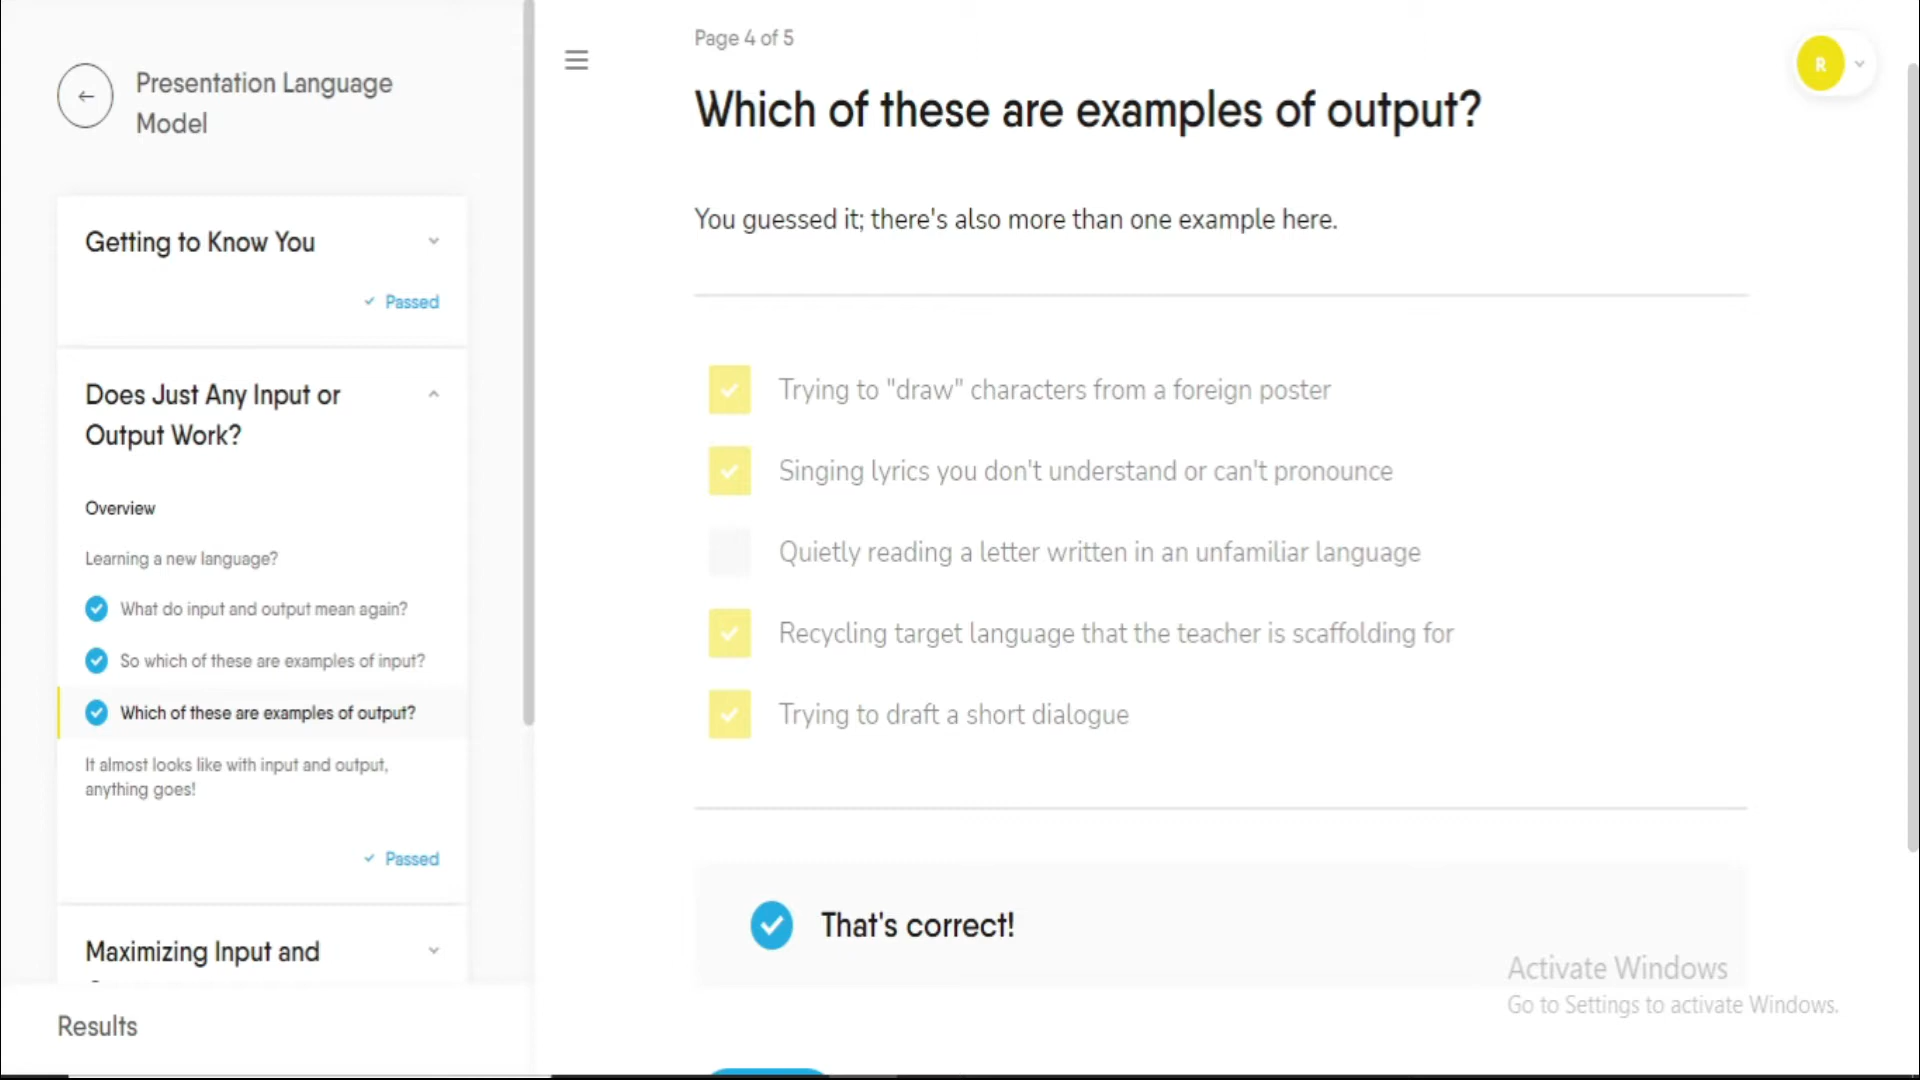 Presentation Language
Model
Getting to Know You
Passed
Does Just Any Input or
Output Work?
Overview
Learning a new language?
What do input and output mean again?
So which of these are examples of input?
Which of these are examples of output?
It almost looks like with input and output,
anything goes!
Passed
Maximizing Input and
Results
Page 4 of 5
Which of these are examples of output?
R
You guessed it; there's also more than one example here.
Trying to "draw" characters from a foreign poster
Singing lyrics you don't understand or can't pronounce
Quietly reading a letter written in an unfamiliar language
Recycling target language that the teacher is scaffolding for
Trying to draft a short dialogue
That's correct!
Activate Windows
Go to Settings to activate Windows.